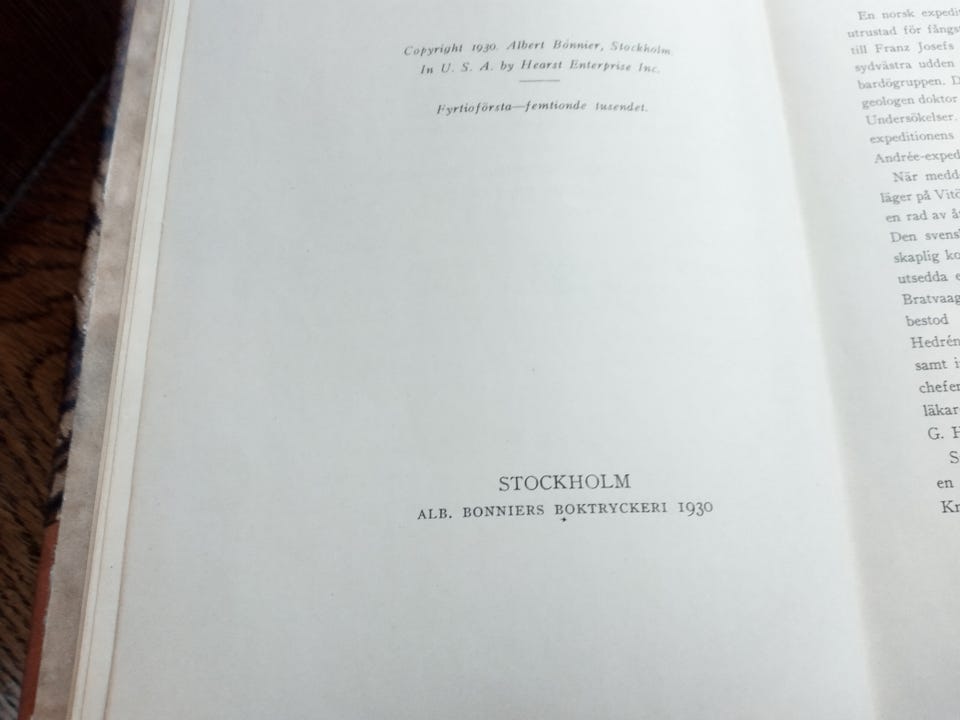 Copyright 1930. Albert Bonnier, Stockholm
In U. S. A. by Hearst Enterprise Inc.
Fyrtioförsta—femtionde tusendet.
STOCKHOLM
ALB. BONNIERS BOKTRYCKERI 1930
En norsk
utrustad för
till Franz Josefs
sydvästra udden
bardögruppen.
geologen doktor
Undersökelser.
expeditionens
När
läger på
en rad av
Den
skaplig
utsedda
bestod
samt
G.
en